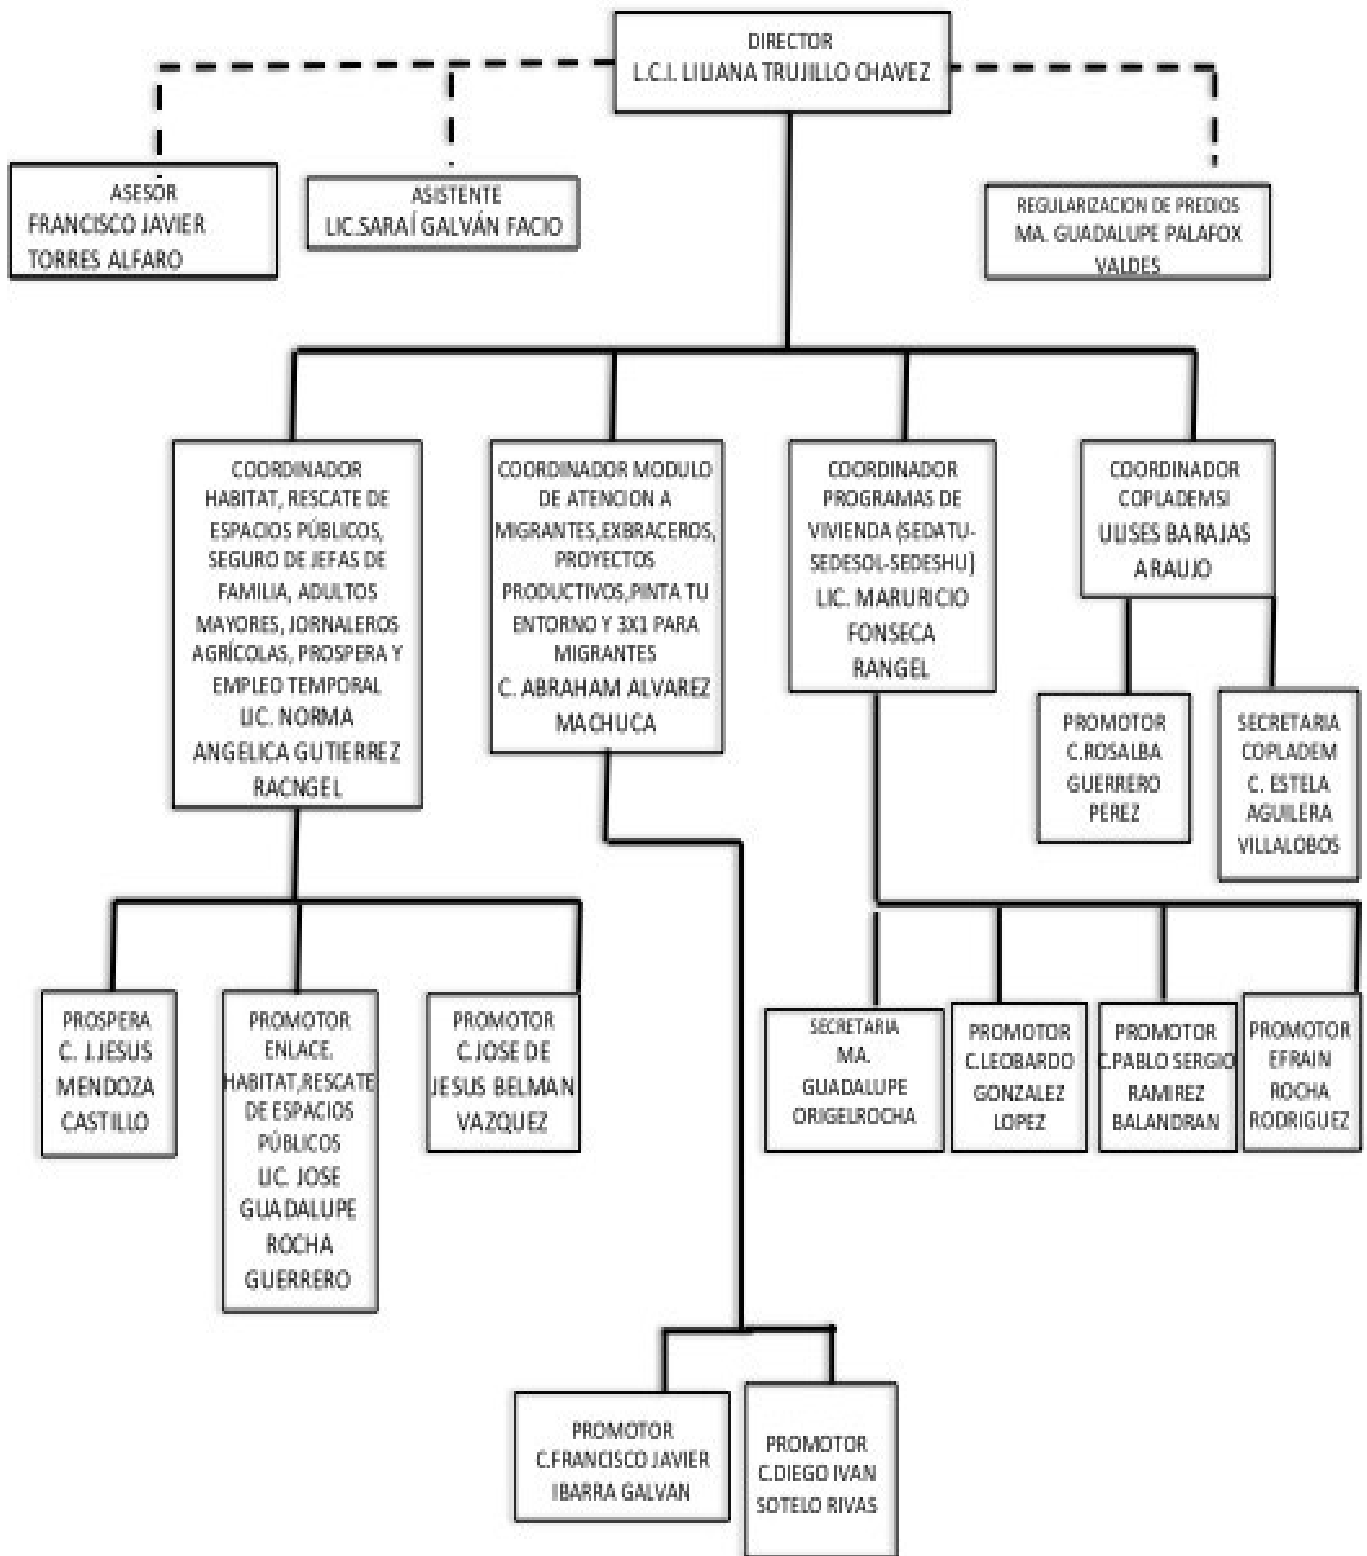 DIRECTOR
L.C.I. LILIANA TRUJILLO CHAVEZ
ASESOR
FRANCISCO JAVIER
TORRES ALFARO
ASISTENTE
LIC.SARAÍ GALVÁN FACIO
REGULARIZACION DE PREDIOS
MA. GUADALUPE PALAFOX
VALDES
COORDINADOR
HABITAT, RESCATE DE
ESPACIOS PÚBLICOS,
SEGURO DE JEFAS DE
FAMILIA, ADULTOS
MAYORES, JORNALEROS
AGRÍCOLAS, PROSPERA Y
EMPLEO TEMPORAL
LIC. NORMA
ANGELICA GUTIERREZ
RACNGEL
COORDINADOR MODULO
DE ATENCION A
MIGRANTES,EXBRACEROS,
PROYECTOS
PRODUCTIVOS,PINTA TU
ENTORNO Y 3X1 PARA
MIGRANTES
C. ABRAHAM ALVAREZ
MACHUCA
COORDINADOR
PROGRAMAS DE
VIVIENDA (SEDATU-
SEDESOL-SEDESHU)
LIC. MARURICIO
FONSECA
RANGEL
COORDINADOR
COPLADEMSI
ULISES BARAJAS
ARAUJO
PROMOTOR
C.ROSALBA
GUERRERO
PEREZ
SECRETARIA
COPLADEM
C. ESTELA
AGUILERA
VILLALOBOS
PROSPERA
C. J.JESUS
MENDOZA
CASTILLO
PROMOTOR
ENLACE,
HABITAT,RESCATE
DE ESPACIOS
PÚBLICOS
LIC. JOSE
GUADALUPE
ROCHA
GUERRERO
PROMOTOR
C.JOSE DE
JESUS BELMAN
VAZQUEZ
SECRETARIA
MA.
GUADALUPE
ORIGELROCHA
PROMOTOR
C.LEOBARDO
GONZALEZ
LOPEZ
PROMOTOR
C.PABLO SERGIO
RAMIREZ
BALANDRAN
PROMOTOR
EFRAIN
ROCHA
RODRIGUEZ
PROMOTOR
C.FRANCISCO JAVIER
IBARRA GALVAN
PROMOTOR
C.DIEGO IVAN
SOTELO RIVAS